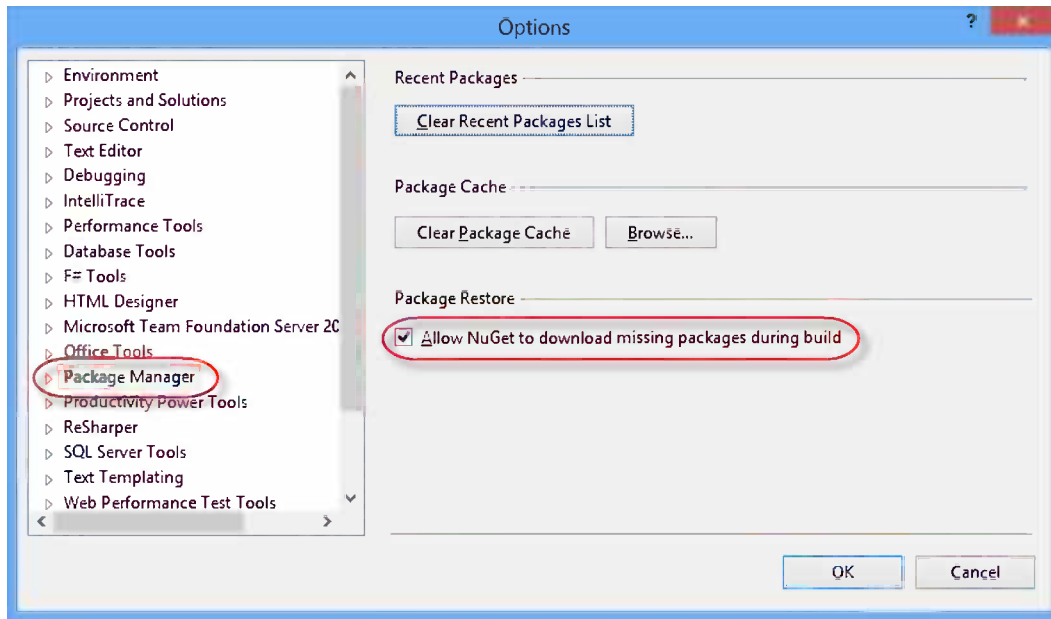 Options
?
Environment
Projects and Solutions
Source Control
Text Editor
Debugging
IntelliTrace
Performance Tools
Database Tools
F# Tools
HTML Designer
Microsoft Team Foundation Server 20
Office Tools
Package Manager
Productivity Power Tools
ReSharper
SQL Server Tools
Text Templating
Web Performance Test Tools
Recent Packages
Clear Recent Packages List
Package Cache
Clear Package Cache
Browse...
Package Restore
Allow NuGet to download missing packages during build
OK
Cancel